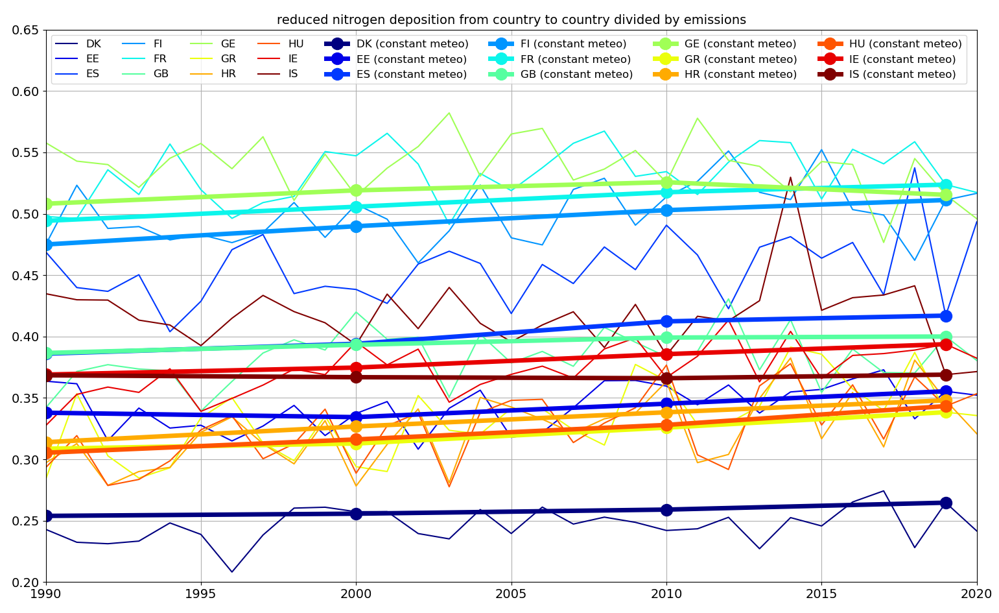 reduced nitrogen deposition from country to country divided by emissions
0.65
0.60
0.55
0.50
0.45
0.40
0.35
0.30
0.25
0.20
DK FI GE HU DK (constant meteo) FI (constant meteo) GE (constant meteo) HU (constant meteo)
EE FR GR IE EE (constant meteo) FR (constant meteo) GR (constant meteo) IE (constant meteo)
ES GB HR IS ES (constant meteo) GB (constant meteo) HR (constant meteo) IS (constant meteo)
1990 1995 2000 2005 2010 2015 2020